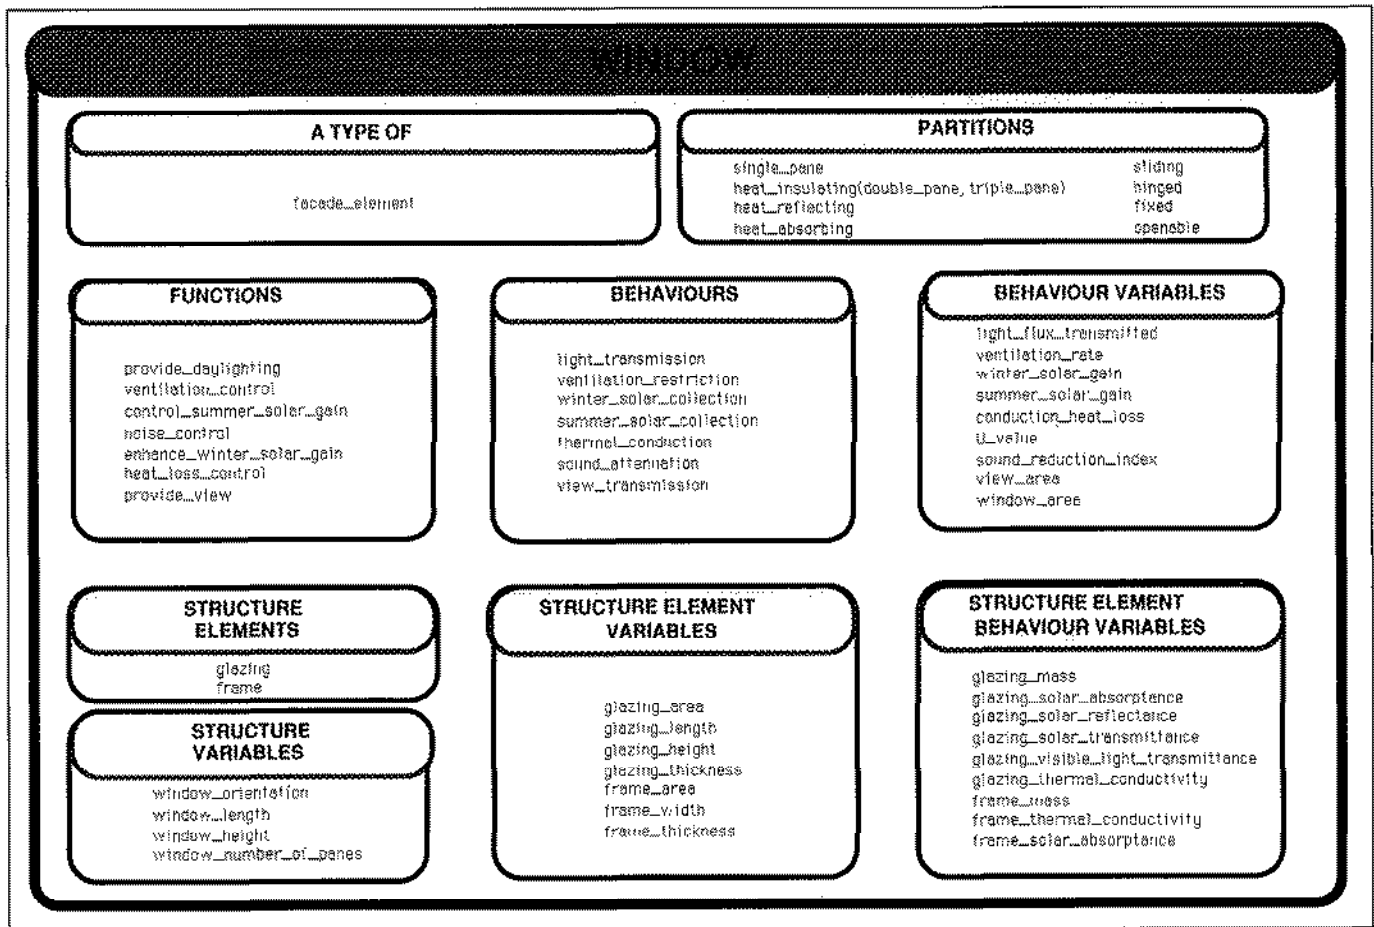 WINDOW
A TYPE OF
facade_element
PARTITIONS
single_pane
heat_insulating(double_pane, triple_pane)
heat_reflecting
heat_absorbing
sliding
hinged
fixed
openable
FUNCTIONS
provide_daylighting
ventilation_control
control_summer_solar_gain
noise_control
enhance_winter_solar_gain
heat_loss_control
provide_view
BEHAVIOURS
light_transmission
ventilation_restriction
winter_solar_collection
summer_solar_collection
thermal_conduction
sound_attenuation
view_transmission
BEHAVIOUR VARIABLES
light_flux_transmitted
ventilation_rate
winter_solar_gain
summer_solar_gain
conduction_heat_loss
U_value
sound_reduction_index
view_area
window_area
STRUCTURE
ELEMENTS
glazing
frame
STRUCTURE
VARIABLES
window_orientation
window_length
window_height
window_number_of_panes
STRUCTURE ELEMENT
VARIABLES
glazing_area
glazing_length
glazing_height
glazing_thickness
frame_area
frame_width
frame_thickness
STRUCTURE ELEMENT
BEHAVIOUR VARIABLES
glazing_mass
glazing_solar_absorptance
glazing_solar_reflectance
glazing_solar_transmittance
glazing_visible_light_transmittance
glazing_thermal_conductivity
frame_mass
frame_thermal_conductivity
frame_solar_absorptance